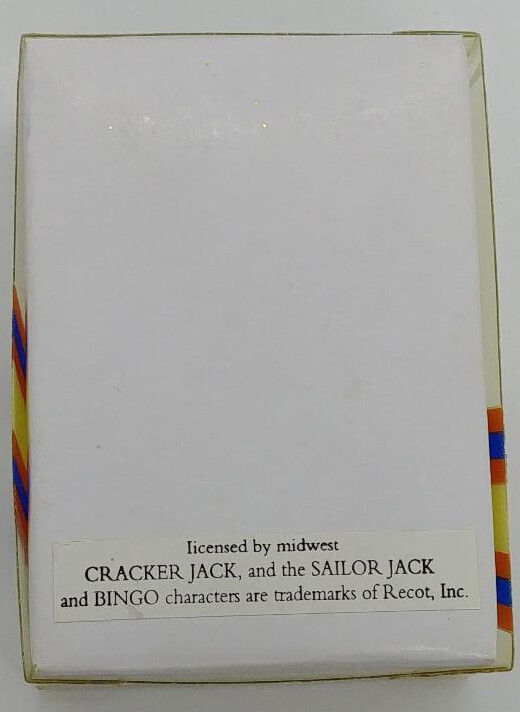 licensed by midwest
CRACKER JACK, and the SAILOR JACK
and BINGO characters are trademarks of Recot, Inc.